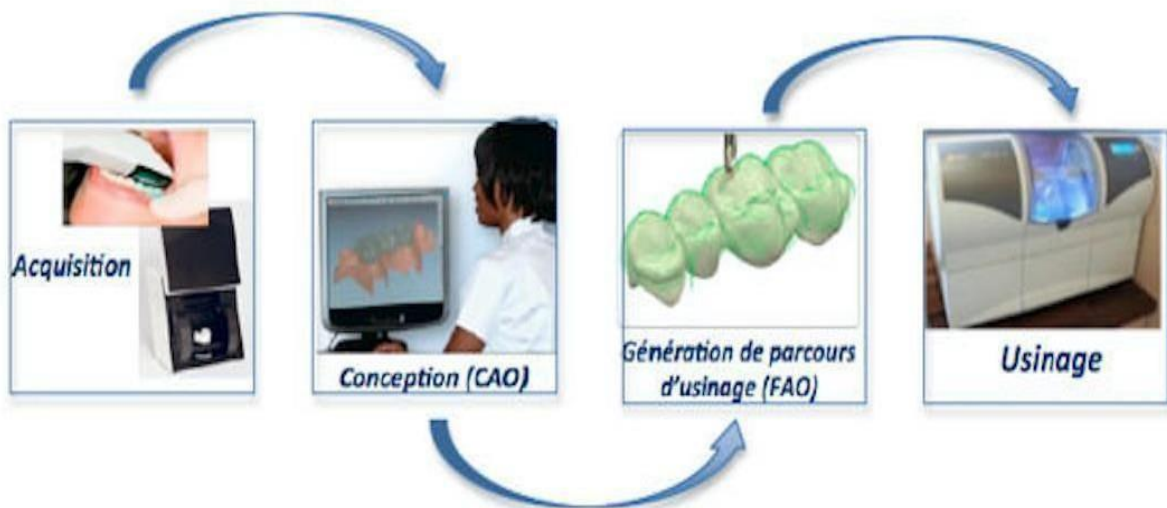 Acquisition
Conception (CAO)
Génération de parcours
d'usinage (FAO)
Usinage